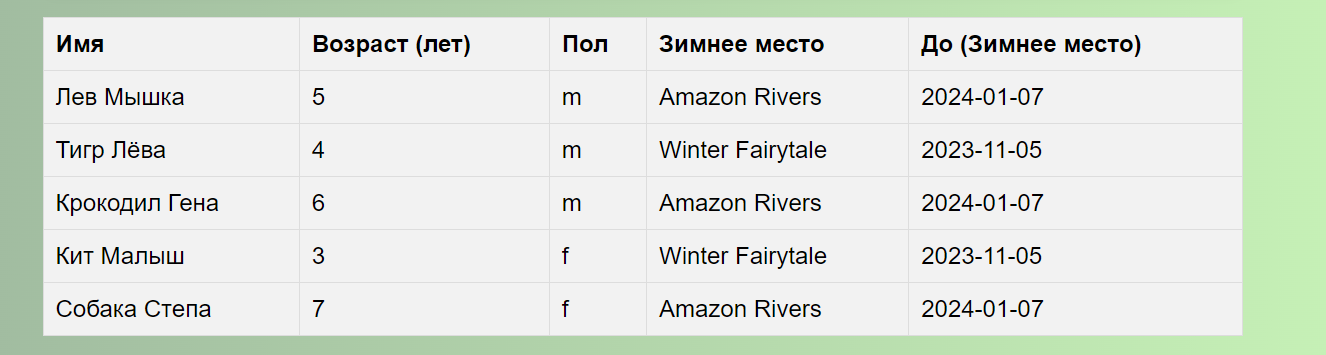 Имя Возраст (лет) Пол Зимнее место До (Зимнее место)
Лев Мышка 5 m Amazon Rivers 2024-01-07
Тигр Лёва 4 m Winter Fairytale 2023-11-05
Крокодил Гена 6 m Amazon Rivers 2024-01-07
Кит Малыш 3 f Winter Fairytale 2023-11-05
Собака Степа 7 f Amazon Rivers 2024-01-07